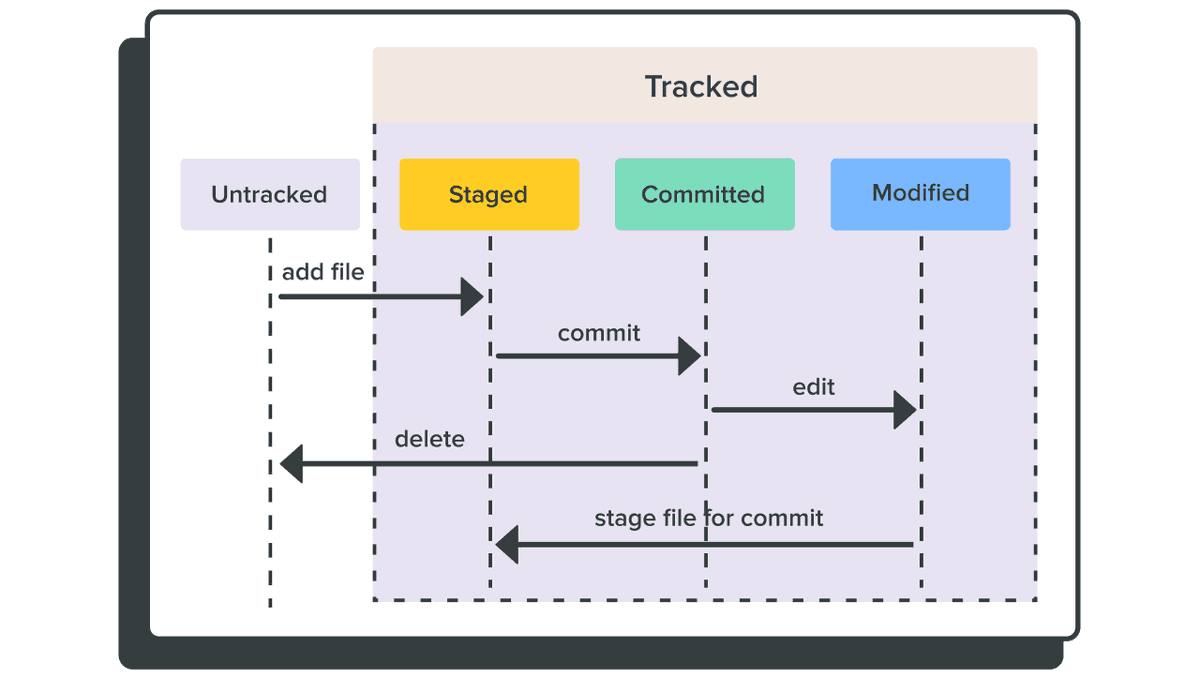 Tracked
Untracked
Staged
Committed
Modified
add file
commit
edit
delete
stage file for commit